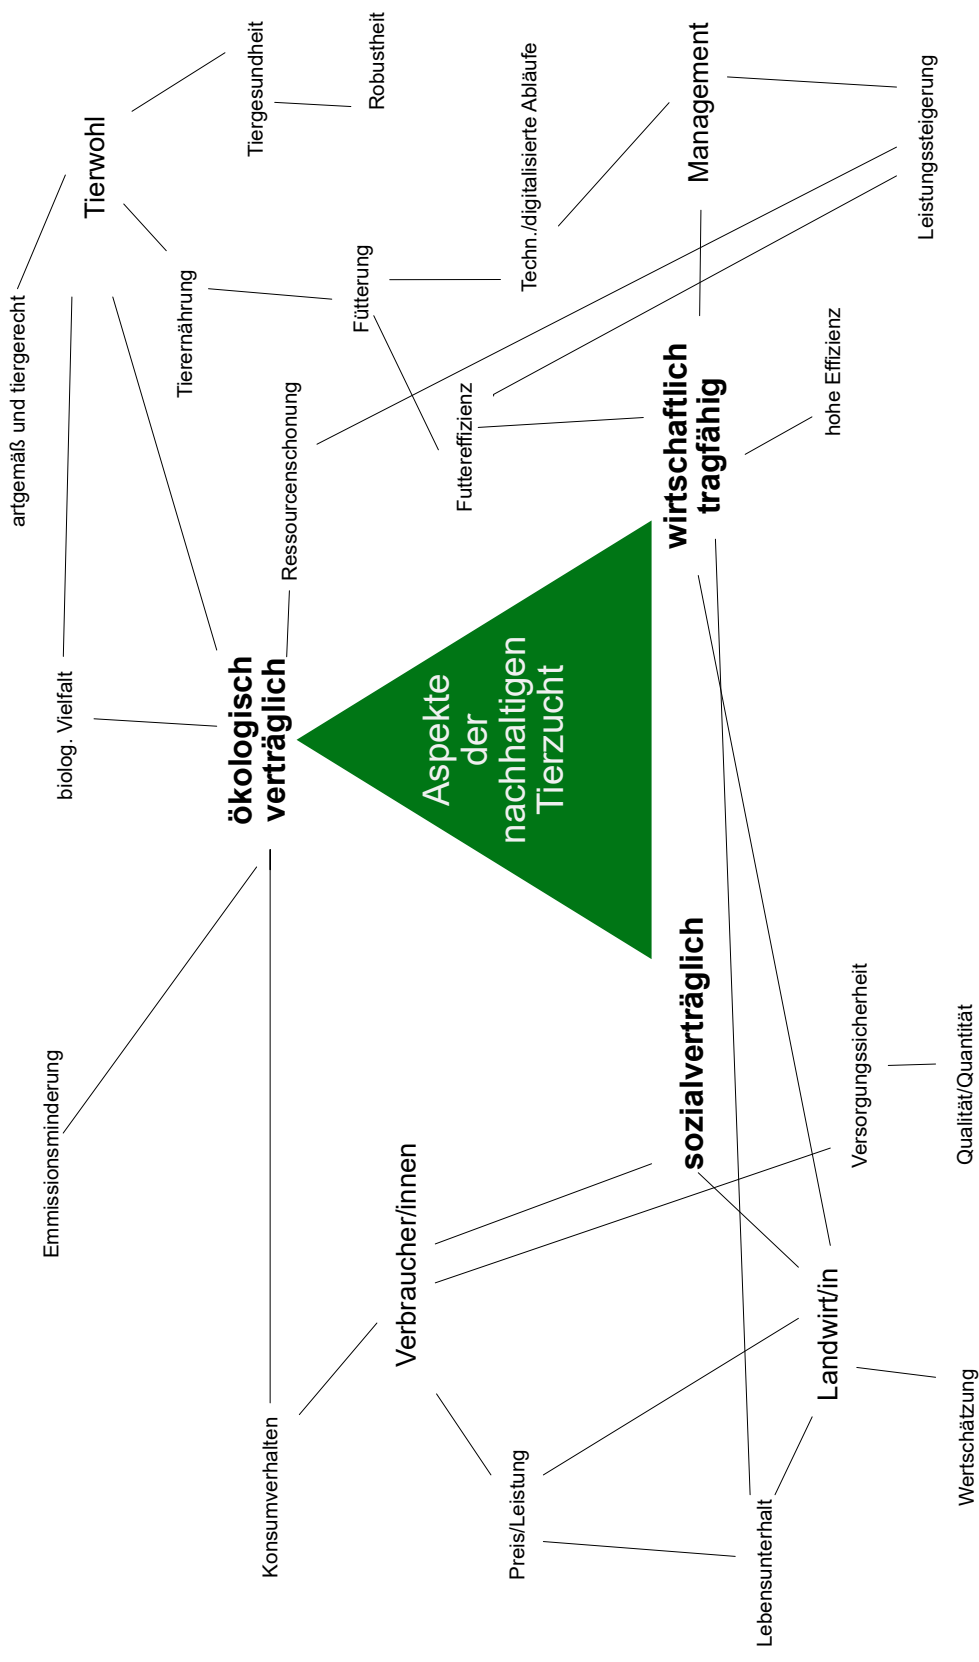 Emmissionsminderung
biolog. Vielfalt
artgemäß und tiergerecht
Tierwohl
Tierernährung
Tiergesundheit
Robustheit
Konsumverhalten
ökologisch
verträglich
Ressourcenschonung
Fütterung
Verbraucher/innen
Aspekte
der
nachhaltigen
Tierzucht
Futtereffizienz
Techn./digitalisierte Abläufe
Preis/Leistung
sozialverträglich
wirtschaftlich
tragfähig
Management
Lebensunterhalt
Landwirt/in
Versorgungssicherheit
hohe Effizienz
Leistungssteigerung
Wertschätzung
Qualität/Quantität